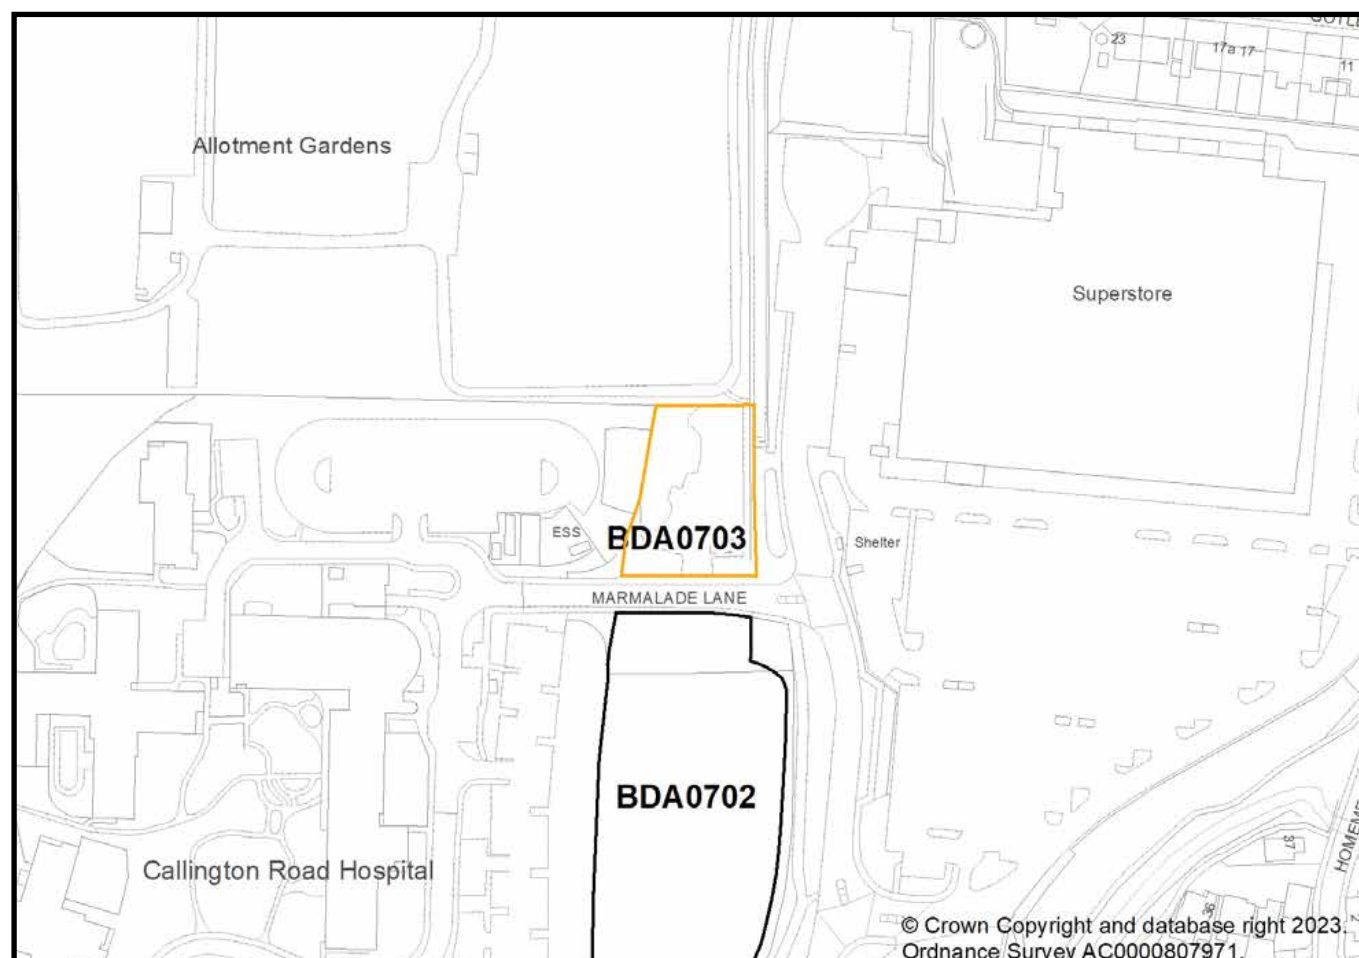 23
17a 17
11
Allotment Gardens
Superstore
ESS
BDA0703
Shelter
MARMALADE LANE
BDA0702
37
Callington Road Hospital
36
© Crown Copyright and database right 2023.
Ordnance Survey AC0000807971.